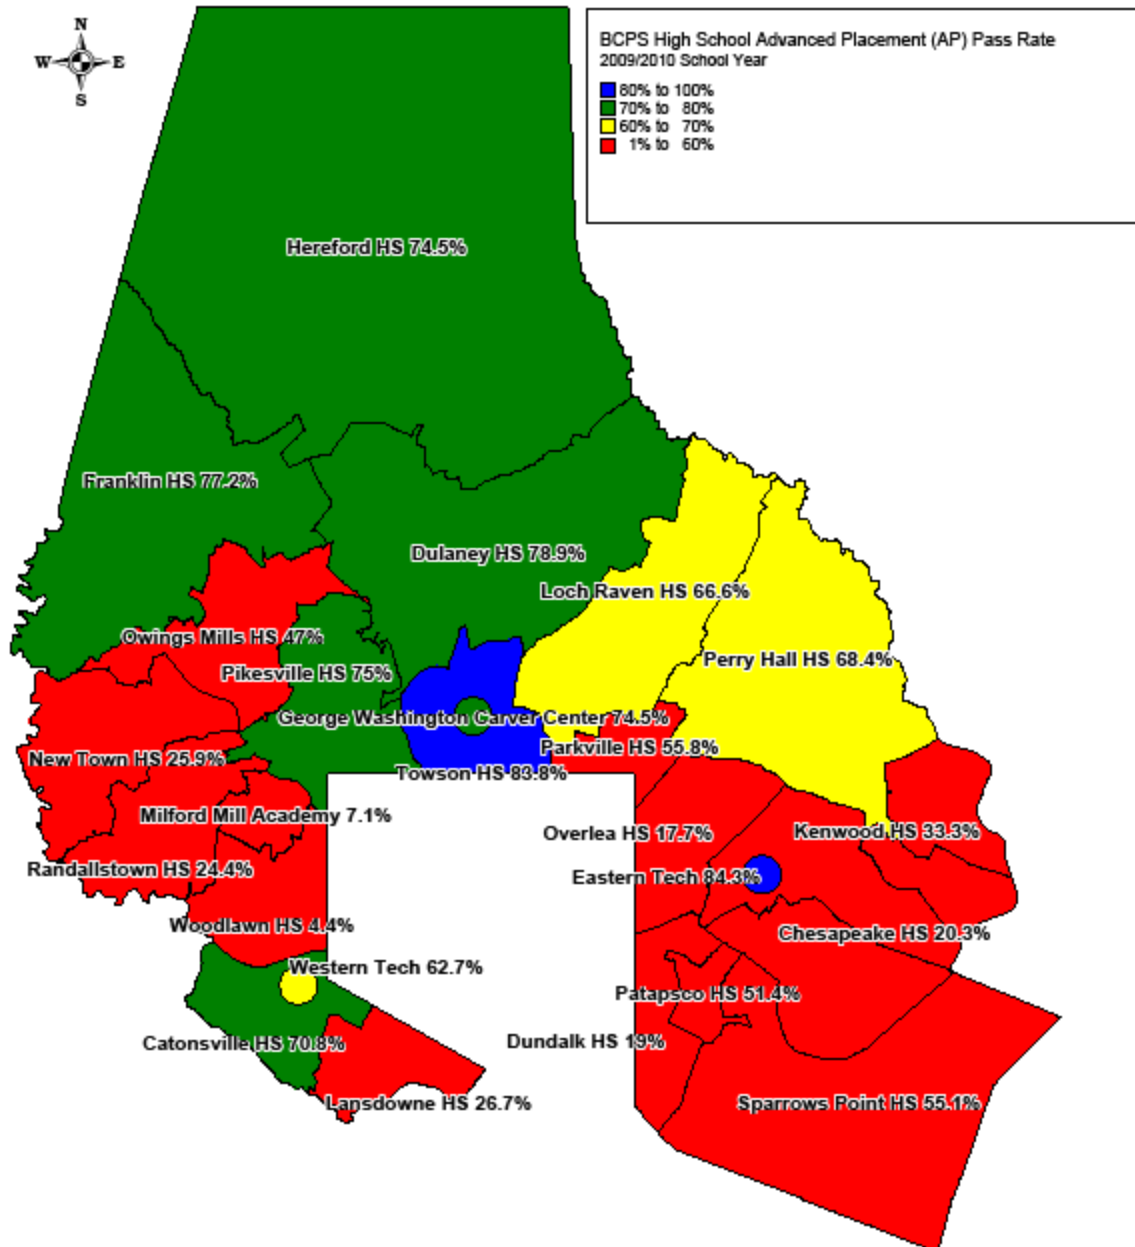 N
W E
S
BCPS High School Advanced Placement (AP) Pass Rate
2009/2010 School Year
80% to 100%
70% to 80%
60% to 70%
1% to 60%
Hereford HS 74.5%
Franklin HS 77.2%
Dulaney HS 78.9%
Loch Raven HS 66.6%
Owings Mills HS 47%
Perry Hall HS 68.4%
Pikesville HS 75%
George Washington Carver Center 74.5%
Parkville HS 55.8%
New Town HS 25.9%
Towson HS 83.8%
Milford Mill Academy 7.1%
Overlea HS 17.7%
Kenwood HS 33.3%
Randallstown HS 24.4%
Eastern Tech 84.3%
Woodlawn HS 4.4%
Chesapeake HS 20.3%
Western Tech 62.7%
Patapsco HS 51.4%
Catonsville HS 70.8%
Dundalk HS 19%
Lansdowne HS 26.7%
Sparrows Point HS 55.1%